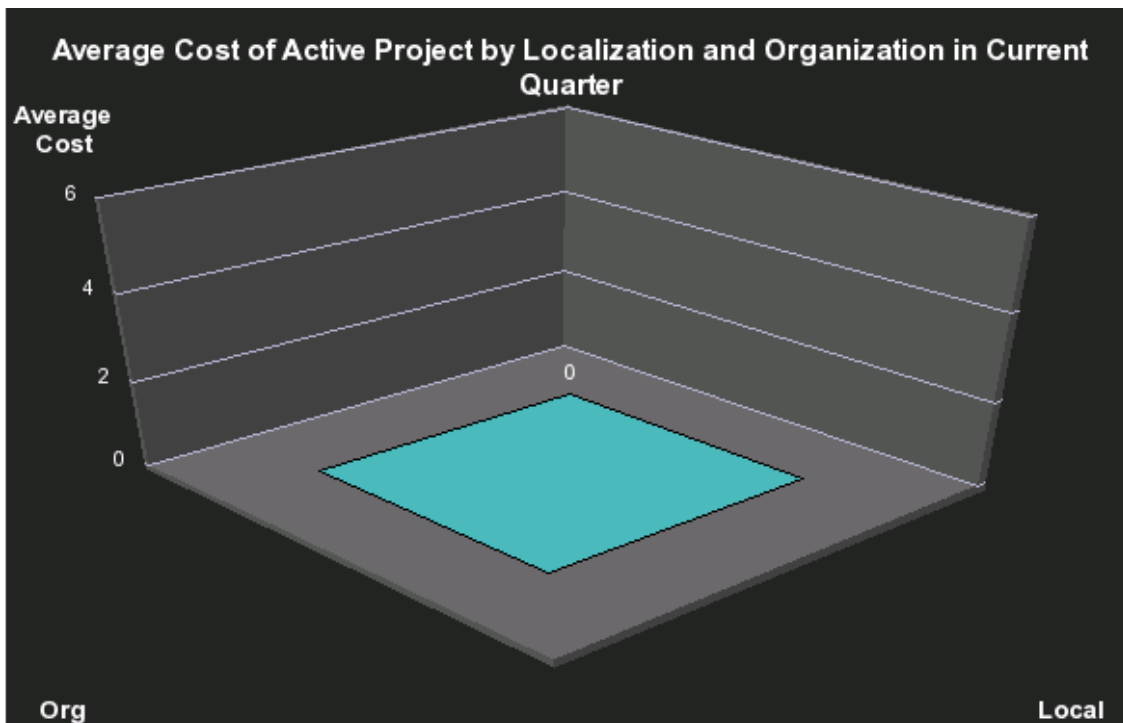 Average Cost of Active Project by Localization and Organization in Current
Quarter
Average
Cost
6
4
2
0
0
Org
Local